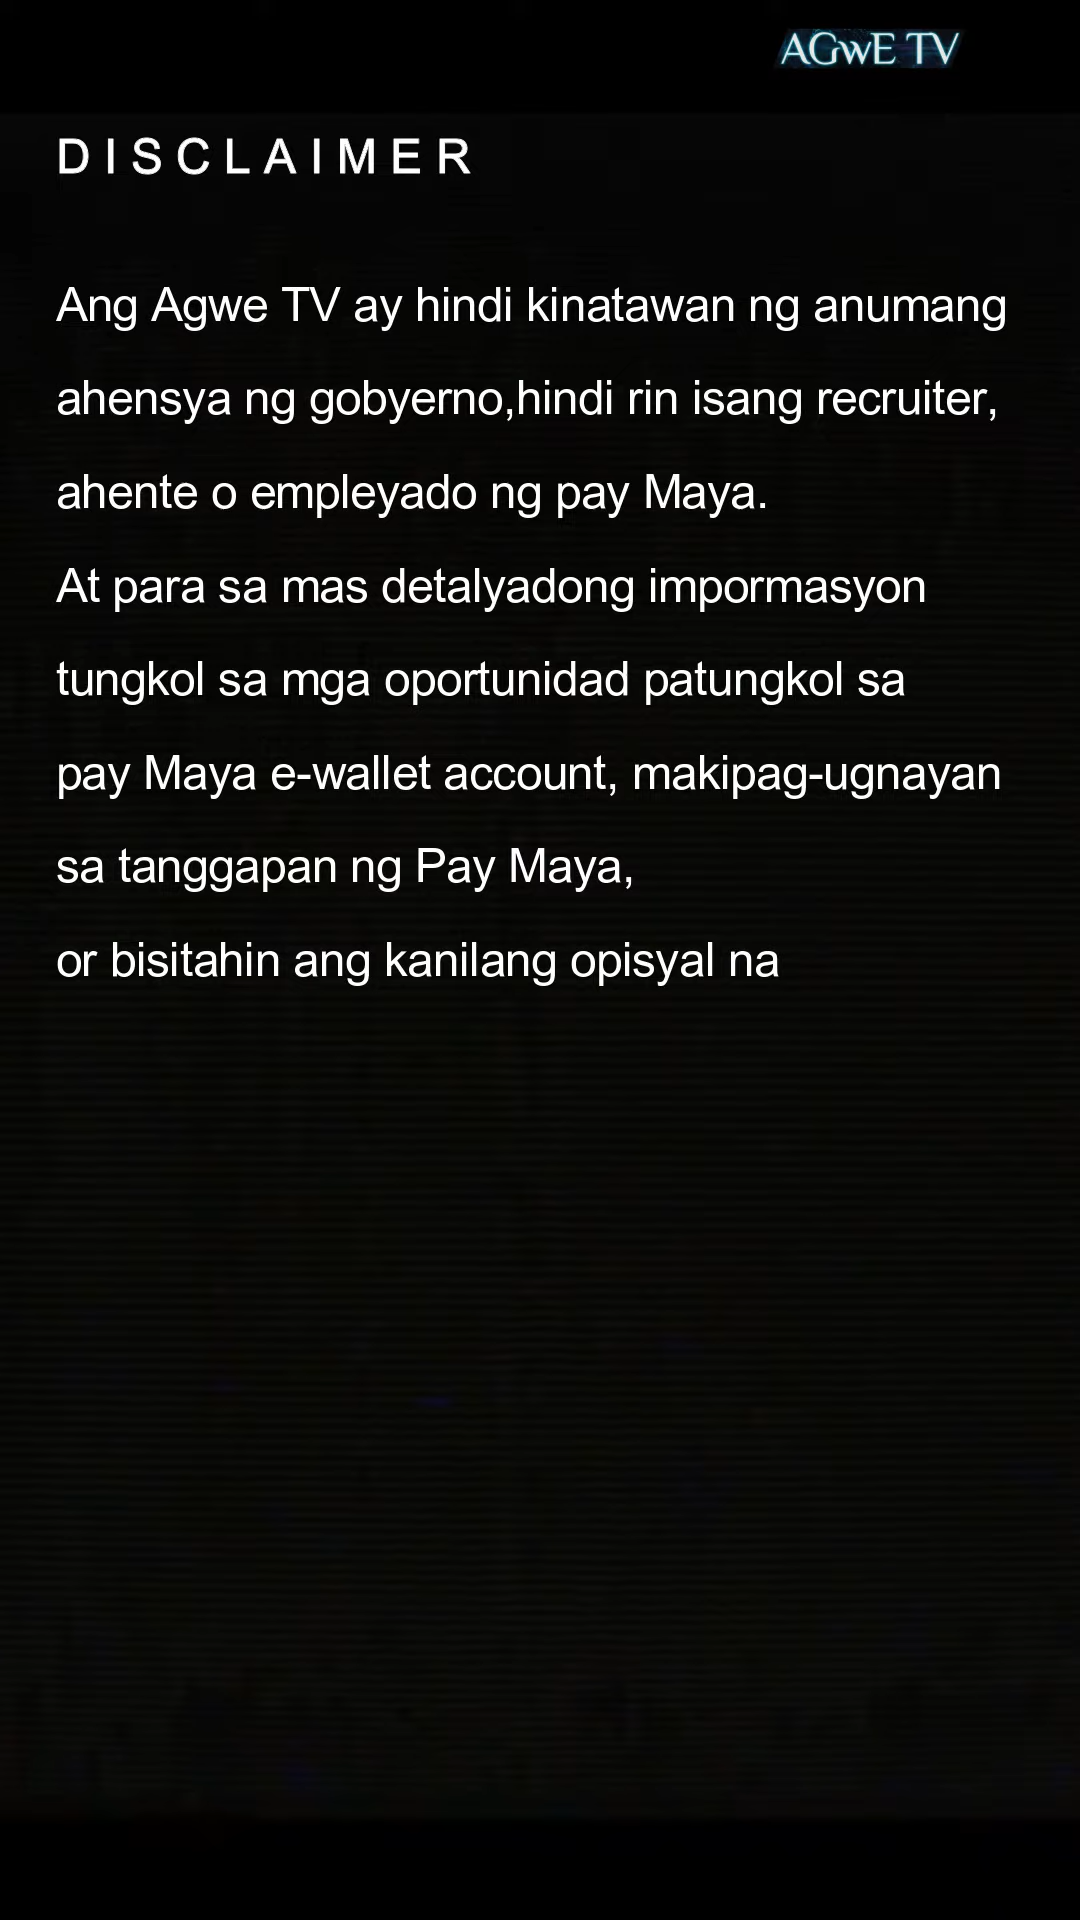 AGwE TV
DISCLAIMER
Ang Agwe TV ay hindi kinatawan ng anumang
ahensya ng gobyerno,hindi rin isang recruiter,
ahente o empleyado ng pay Maya.
At para sa mas detalyadong impormasyon
tungkol sa mga oportunidad patungkol sa
pay Maya e-wallet account, makipag-ugnayan
sa tanggapan ng Pay Maya,
or bisitahin ang kanilang opisyal na